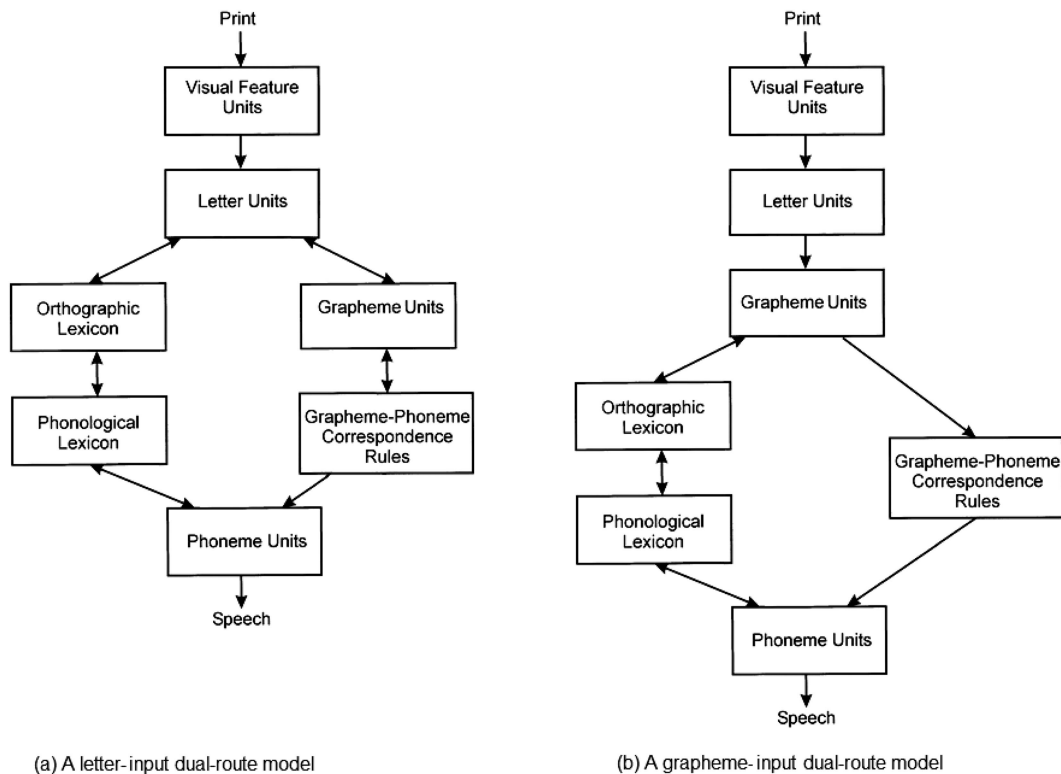 Print
Visual Feature
Units
Letter Units
Orthographic
Lexicon
Grapheme Units
Phonological
Lexicon
Grapheme-Phoneme
Correspondence
Rules
Phoneme Units
Speech
(a) A letter-input dual-route model
Print
Visual Feature
Units
Letter Units
Grapheme Units
Orthographic
Lexicon
Grapheme-Phoneme
Correspondence
Rules
Phonological
Lexicon
Phoneme Units
Speech
(b) A grapheme-input dual-route model